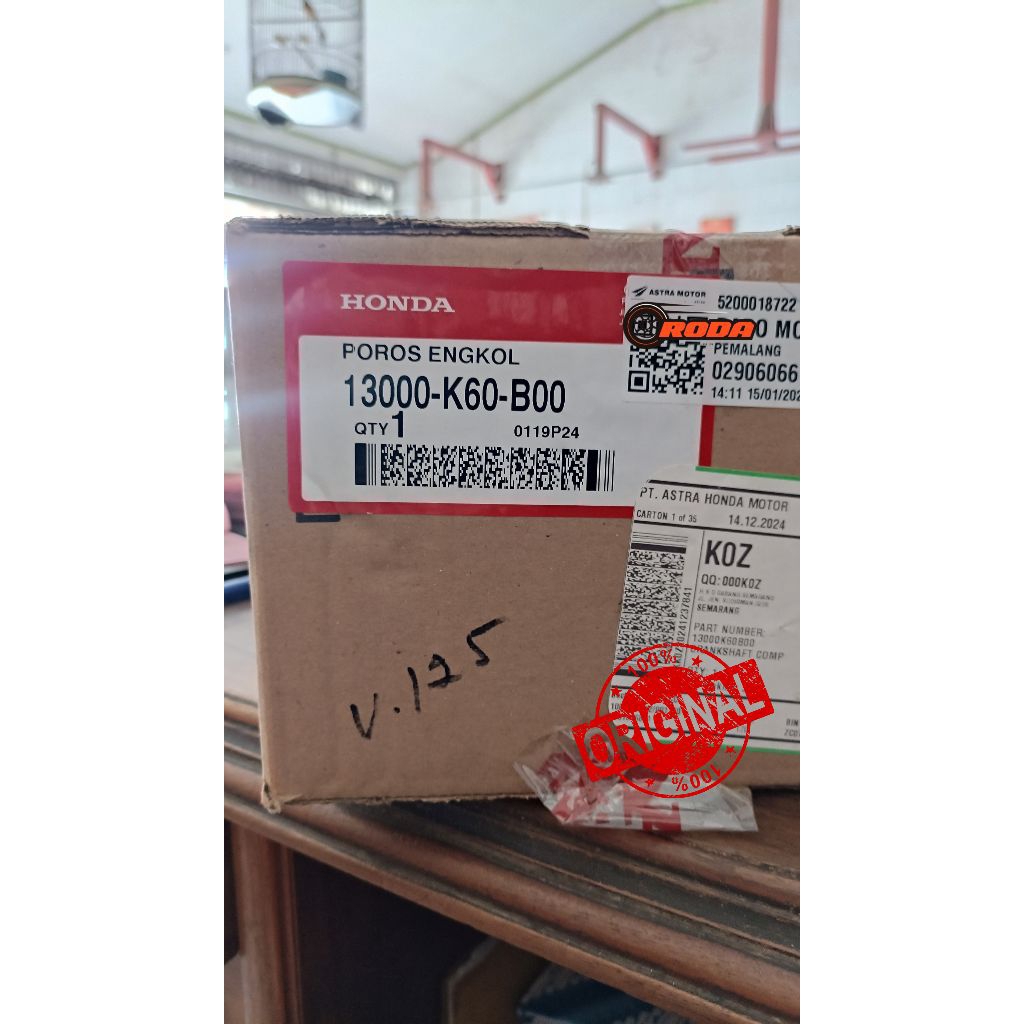 HONDA
POROS ENGKOL
13000-K60-B00
QTY 1 0119P24
ASTRA MOTOR
5200018722
RODA
O MO
PEMALANG
02906066
14:11 15/01/202
PT. ASTRA HONDA MOTOR
CARTON 1 of 35 14.12.2024
K0Z
QQ:000K0Z
SEMARANG
PART NUMBER:
13000K60B00
CRANKSHAFT COMP
V.125
100%
ORIGINAL
100%